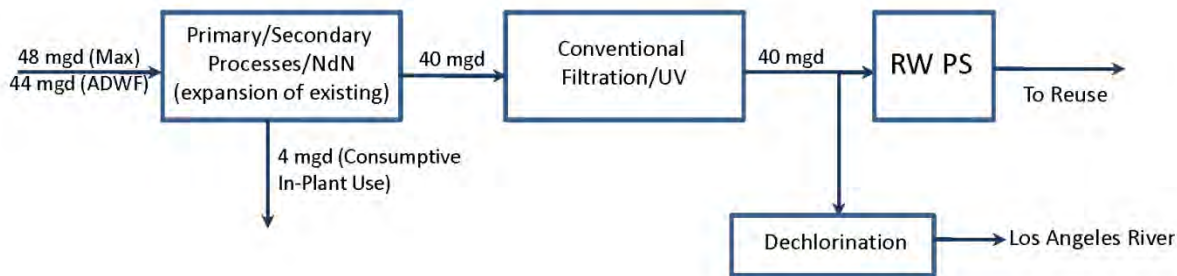 48 mgd (Max)
44 mgd (ADWF)
Primary/Secondary
Processes/NdN
(expansion of existing)
40 mgd
Conventional
Filtration/UV
40 mgd
RW PS
To Reuse
4 mgd (Consumptive
In-Plant Use)
Dechlorination
Los Angeles River